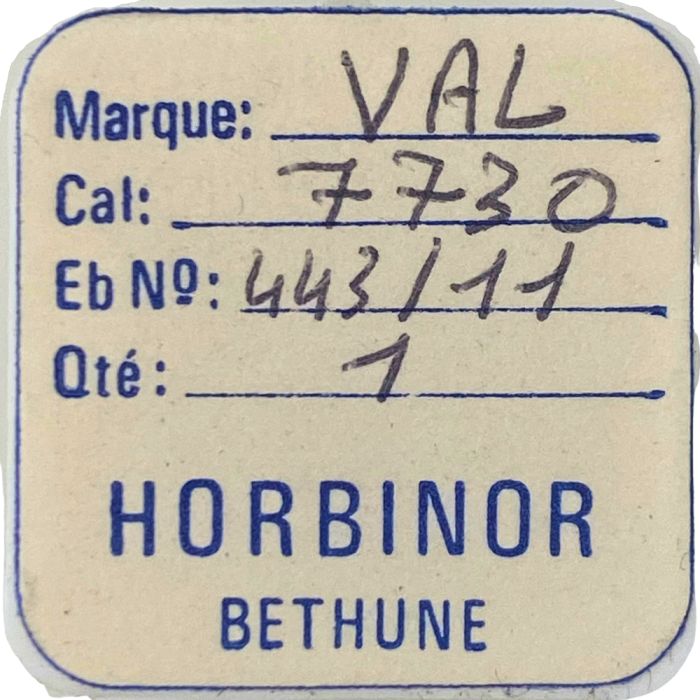 Marque: VAL
Cal: 7730
Eb Nº: 443/11
Qté: 1
HORBINOR
BETHUNE